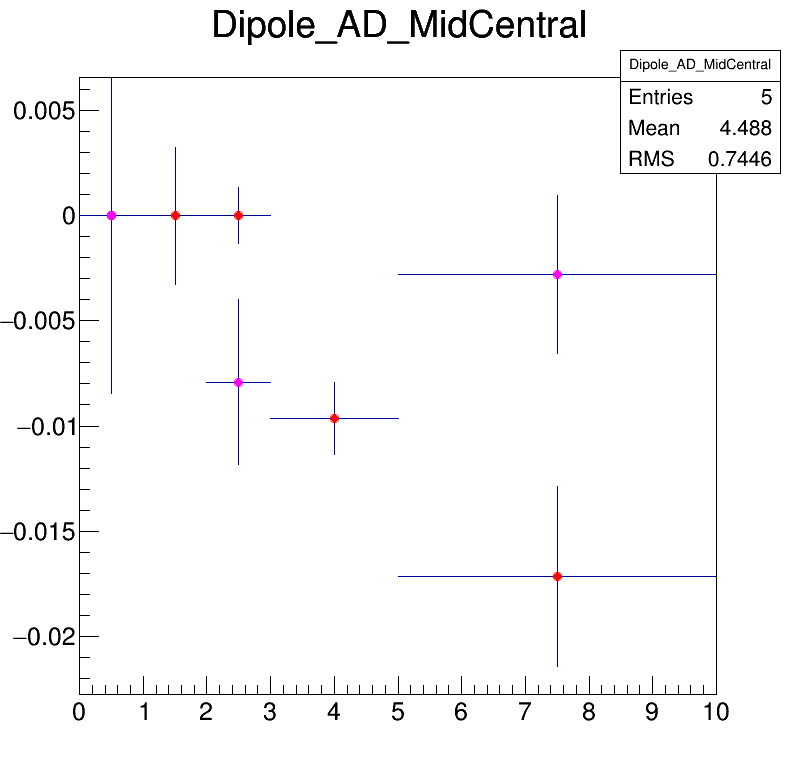 Dipole_AD_MidCentral
Dipole_AD_MidCentral
Entries 5
Mean 4.488
RMS 0.7446
0.005
0
−0.005
−0.01
−0.015
−0.02
0 1 2 3 4 5 6 7 8 9 10